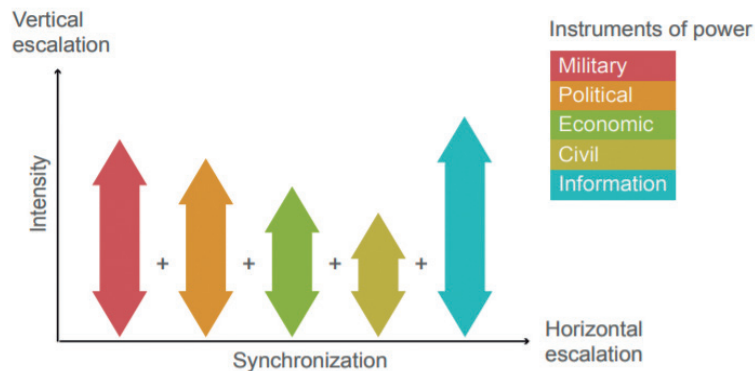 Vertical
escalation
Instruments of power
Military
Political
Economic
Civil
Information
Intensity
+ + + +
Synchronization
Horizontal
escalation